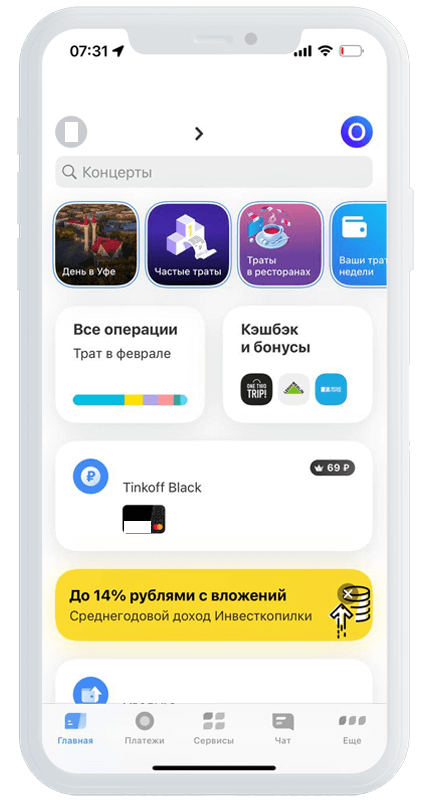 07:31
O
Концерты
День в Уфе
Частые траты
1
Траты
в ресторанах
Ваши
недели
Все операции
Трат в феврале
Кэшбэк
и бонусы
ONE TWO
TRIP!
69 ₽
₽
Tinkoff Black
До 14% рублями с вложений
Среднегодовой доход Инвесткопилки
Главная
Платежи
Сервисы
Чат
Еще